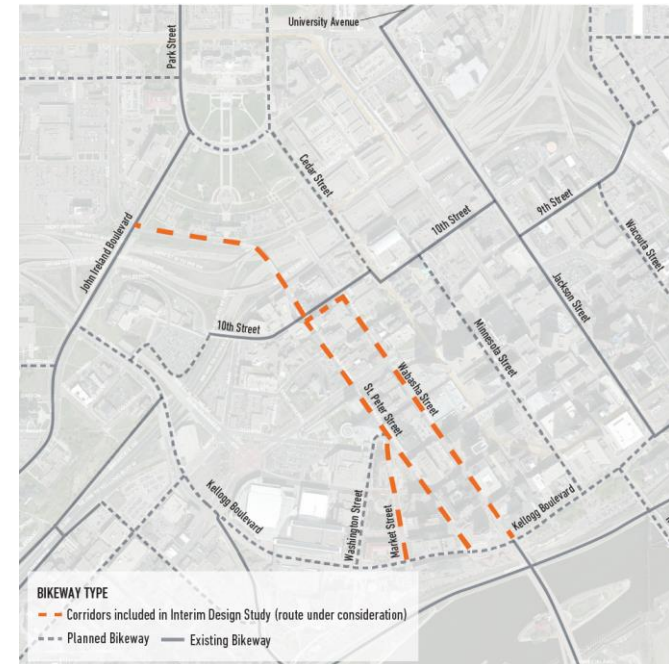 University Avenue
Park Street
Cedar Street
10th Street
9th Street
Wacouta Street
John Ireland Boulevard
Jackson Street
10th Street
Minnesota Street
Wabasha Street
St. Peter Street
Kellogg Boulevard
Washington Street
Market Street
Kellogg Boulevard
BIKEWAY TYPE
Corridors included in Interim Design Study (route under consideration)
Planned Bikeway
Existing Bikeway